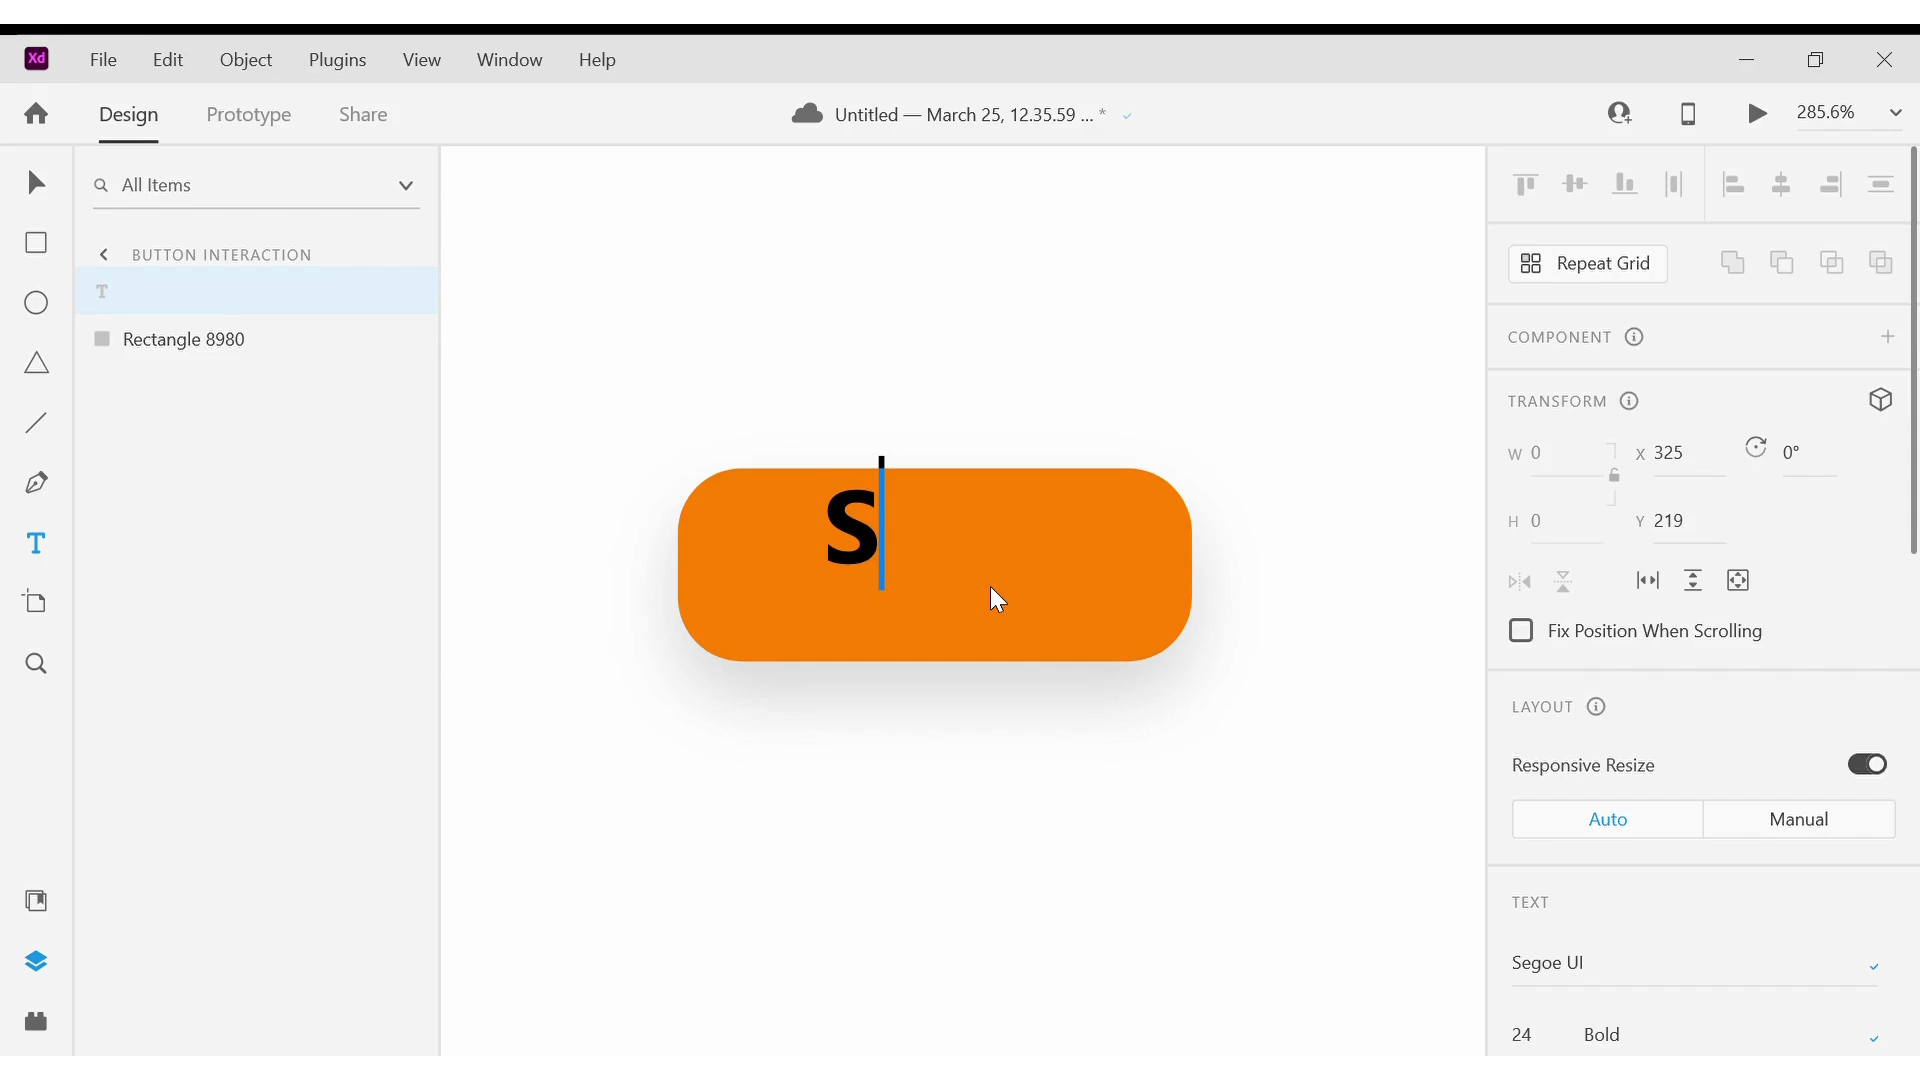 Xd File Edit Object Plugins View Window Help
Design Prototype Share Untitled — March 25, 12.35.59 ... * 285.6%
All Items
BUTTON INTERACTION
T
Rectangle 8980
S
T
Repeat Grid
COMPONENT
TRANSFORM
W 0 X 325 0°
H 0 Y 219
Fix Position When Scrolling
LAYOUT
Responsive Resize
Auto Manual
TEXT
Segoe UI
24 Bold